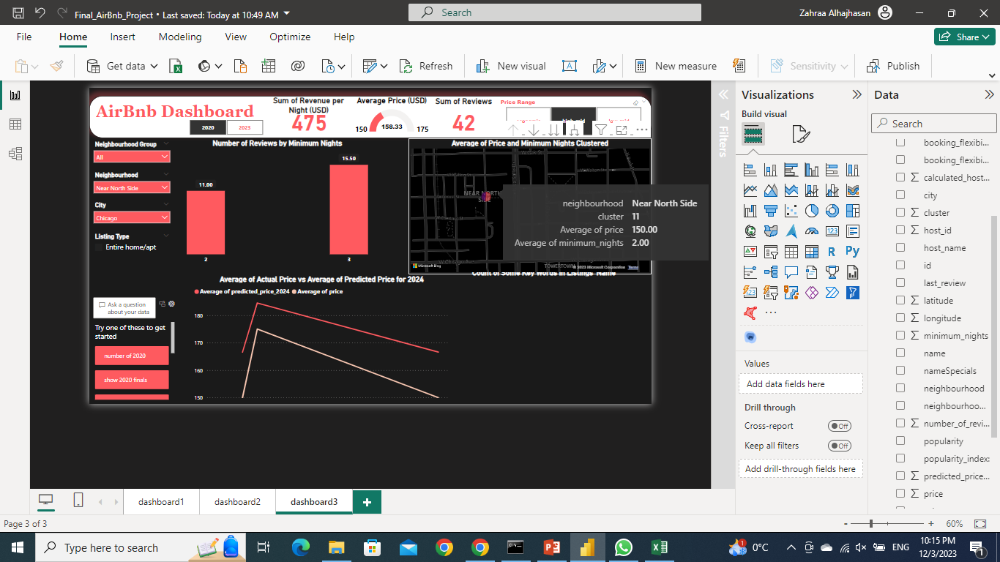 Final_AirBnb_Project • Last saved: Today at 10:49 AM
Search
Zahraa Alhajhasan
File
Home
Insert
Modeling
View
Optimize
Help
Share
Get data
Refresh
New visual
New measure
Sensitivity
Publish
AirBnb Dashboard
2020
2023
Sum of Revenue per
Night (USD)
475
Average Price (USD)
150
158.33
175
Sum of Reviews
42
Price Range
Neighbourhood Group
All
Neighbourhood
Near North Side
City
Chicago
Listing Type
Entire home/apt
Number of Reviews by Minimum Nights
11.00
15.50
2
3
Average of Price and Minimum Nights Clustered
NEAR NORTH
SIDE
neighbourhood Near North Side
cluster 11
Average of price 150.00
Average of minimum_nights 2.00
W Chicago Ave
TOWERTOWN
Microsoft Bing
© 2023 Microsoft Corporation Terms
Count of Some Key Words in Listings' Name
Average of Actual Price vs Average of Predicted Price for 2024
Average of predicted_price_2024
Average of price
180
170
160
150
Ask a question
about your data
Try one of these to get
started
number of 2020
show 2020 finals
Filters
Visualizations
Build visual
123
R
Py
123
...
Values
Add data fields here
Drill through
Cross-report
Off
Keep all filters
Off
Add drill-through fields here
Data
Search
booking_flexibi...
booking_flexibi...
calculated_host...
city
cluster
host_id
host_name
id
last_review
latitude
longitude
minimum_nights
name
nameSpecials
neighbourhood
neighbourhoo...
number_of_revi...
popularity
popularity_index:
predicted_price...
price
dashboard1
dashboard2
dashboard3
Page 3 of 3
60%
Type here to search
1
0°C
ENG
10:15 PM
12/3/2023
1